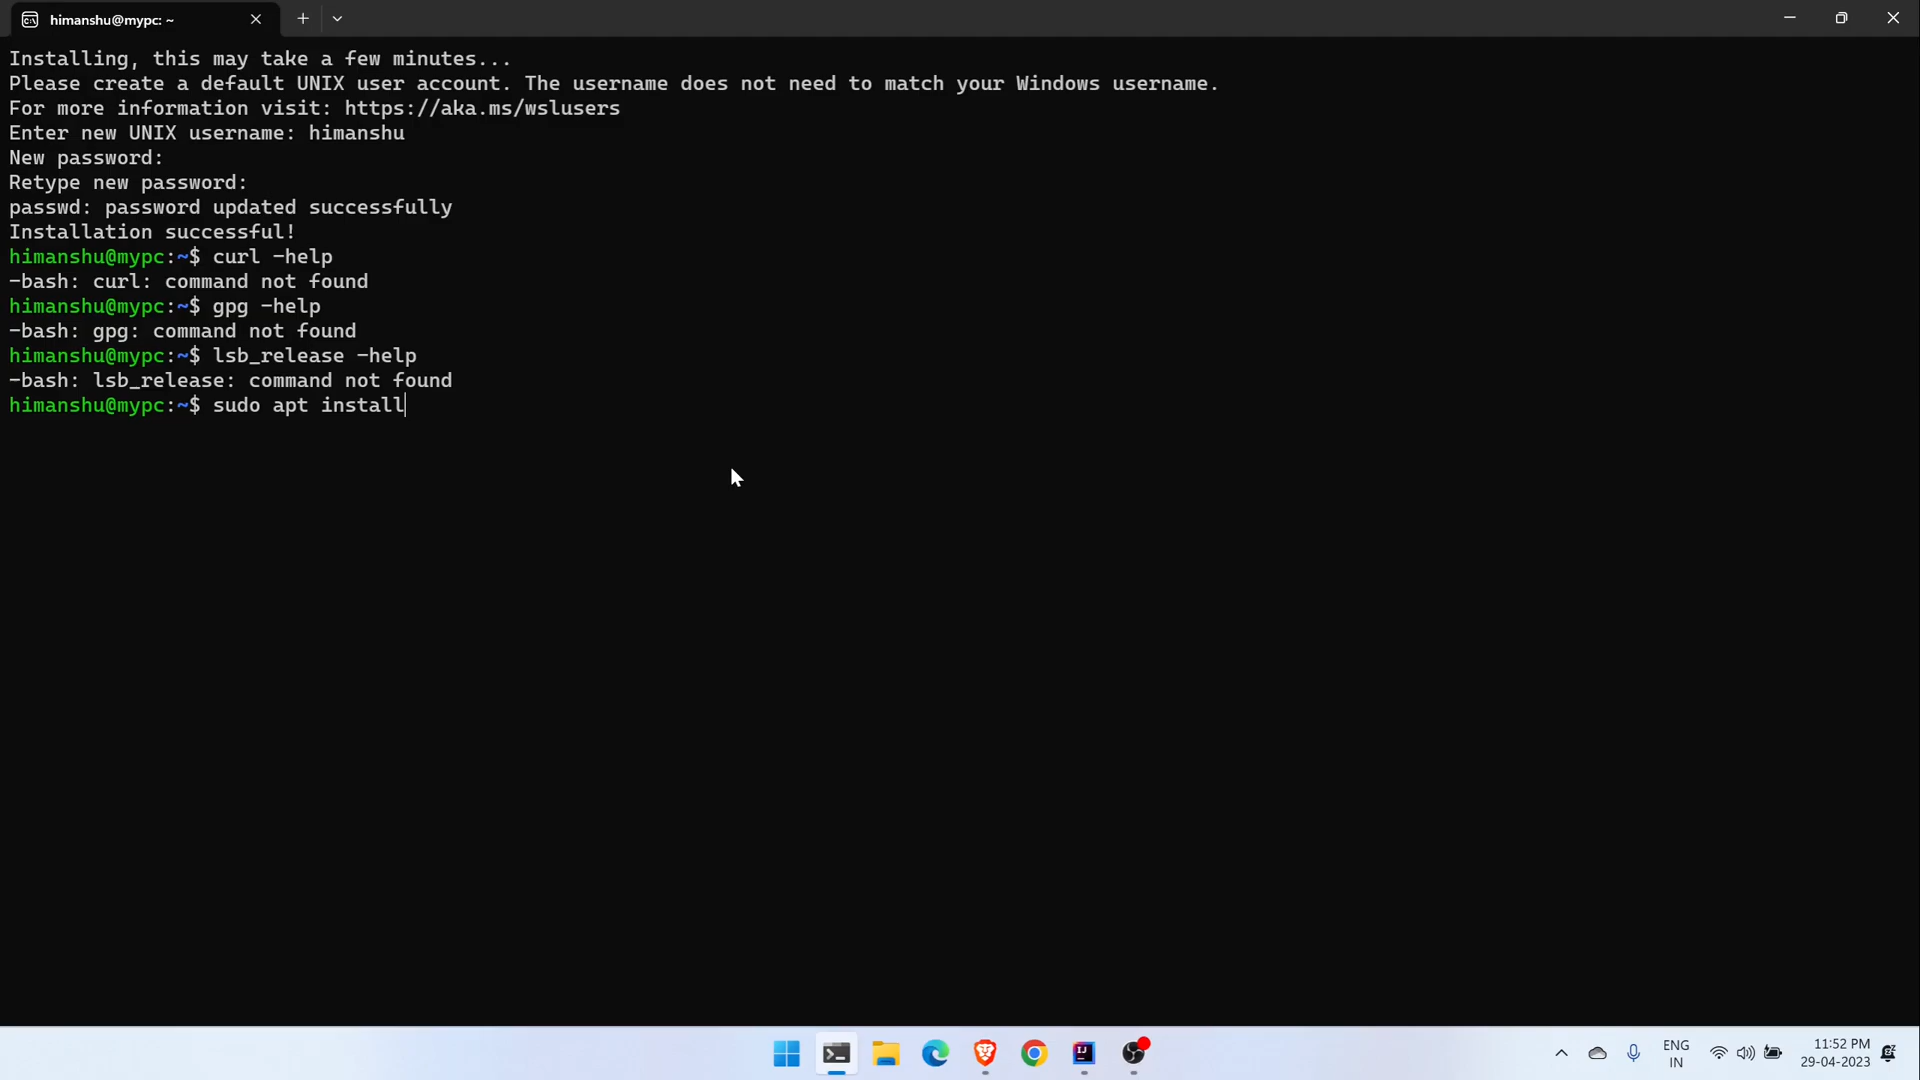 himanshu@mypc: ~
Installing, this may take a few minutes...
Please create a default UNIX user account. The username does not need to match your Windows username.
For more information visit: https://aka.ms/wslusers
Enter new UNIX username: himanshu
New password:
Retype new password:
passwd: password updated successfully
Installation successful!
himanshu@mypc:~$ curl -help
-bash: curl: command not found
himanshu@mypc:~$ gpg -help
-bash: gpg: command not found
himanshu@mypc:~$ lsb_release -help
-bash: lsb_release: command not found
himanshu@mypc:~$ sudo apt install
IJ
ENG
IN
11:52 PM
29-04-2023